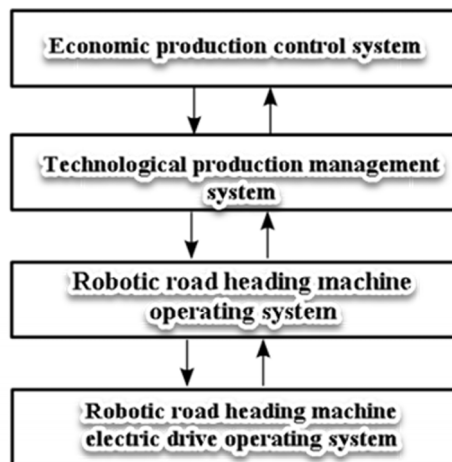 Economic production control system
Technological production management
system
Robotic road heading machine
operating system
Robotic road heading machine
electric drive operating system